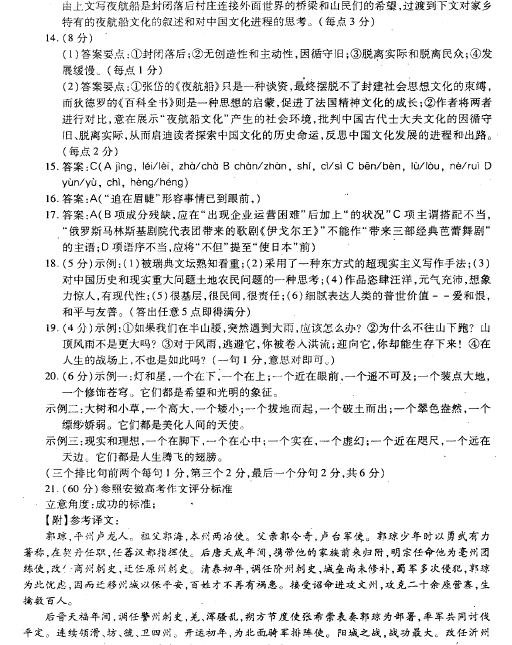 由上文写夜航船是封闭落后村庄连接外面世界的桥梁和山民们的希望,过渡到下文对家乡
特有的夜航船文化的叙述和对中国文化进程的思考。(每点3分)
14.(8分)
(1)答案要点:①封闭落后;②无创造性和主动性,因循守旧;③脱离实际和脱离民众;④发
展缓慢。(每点1分)
(2)答案要点:①张岱的《夜航船》只是一种谈资,最终摆脱不了封建社会思想文化的束缚,
而狄德罗的《百科全书》则是一种思想的启蒙,促进了法国精神文化的成长;②作者将两者
进行对比,意在展示“夜航船文化”产生的社会环境,批判中国古代士大夫文化的因循守
旧、脱离实际,从而启迪读者探索中国文化的历史命运,反思中国文化发展的进程和出路。
(每点2分)
15.答案:C(A jìng, léi/lèi, zhà/chà B chàn/zhàn, shí, cì/sì C bēn/bèn, lǜ/lǒu, nè/ruì D
yùn/yù, chì, hèng/héng)
16.答案:A(“迫在眉睫”形容事情已到眼前,)
17.答案:A(B项成分残缺,应在“出现企业运营困难”后加上“的状况”C项主谓搭配不当,
“俄罗斯马林斯基剧院代表团带来的歌剧《伊戈尔王》”不能作“带来三部经典芭蕾舞剧”
的主语;D项语序不当,应将“不但”提至“使日本”前)
18.(5分)示例:(1)被瑞典文坛熟知看重;(2)采用了一种东方式的超现实主义写作手法;(3)
对中国历史和现实重大问题土地农民问题的一种思考;(4)作品恣肆汪洋,元气充沛,想象
力惊人,有现代性;(5)很基层,很民间,很责任;(6)细腻表达人类的普世价值--爱和恨,
和平与友善。(答出任意5点即得满分)
19.(4分)示例:①如果我们在半山腰,突然遇到大雨,应该怎么办?②为什么不往山下跑?山
顶风雨不是更大吗?③对于风雨,逃避它,你被卷入洪流;迎向它,你却能生存下来!④在
人生的战场上,不也是如此吗?(一句1分,意思对即可。)
20.(6分)示例一:灯和星,一个在下,一个在上;一个近在眼前,一个遥不可及;一个装点大地,
一个修饰苍穹。它们都是希望和光明的象征。
示例二:大树和小草,一个高大,一个矮小;一个拔地而起,一个破土而出;一个翠色盎然,一个
缥缈娇弱。它们都是美化人间的天使。
示例三:现实和理想,一个在脚下,一个在心中;一个实在,一个虚幻;一个近在咫尺,一个远在
天边。它们都是人生腾飞的翅膀。
(三个排比句前两个每句1分,第三个2分,最后一个分句2分,共6分)
21.(60分)参照安徽高考作文评分标准
立意角度:成功的标准;
【附】参考译文:
郭琼,平州卢龙人。祖父郭海,本州两冶使。父亲郭令奇,卢台军使。郭琼少年时以勇武有力
著称,在契丹任职,任蕃汉都指挥使。后唐天成年间,携带他的家族前来归附,明宗任命他为亳州团
练使,改商州刺史,迁任原州刺史。清泰初年,调任阶州刺史,城垒尚未修补,蜀军多次侵犯,郭琼
为此忧虑,因而迁移州城以保平安,百姓才不再有祸患。接受诏命进攻文州,攻克二十余座营寨,生
擒数百人。
后晋天福年间,调任警州刺史,羌、浑骚乱,朔方节度使张希崇表奏郭琼为部署,率军共同讨伐
平定。连续领滑、坊、虢、卫四州。开运初年,为北面骑军排阵使。阳城之战,战功最大。改任沂州